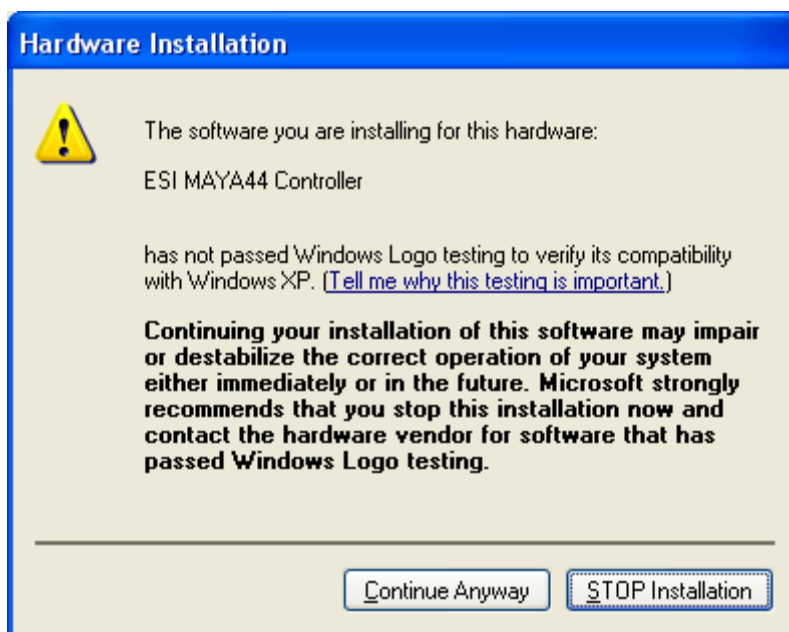 Hardware Installation
The software you are installing for this hardware:
ESI MAYA44 Controller
has not passed Windows Logo testing to verify its compatibility
with Windows XP. (Tell me why this testing is important.)
Continuing your installation of this software may impair
or destabilize the correct operation of your system
either immediately or in the future. Microsoft strongly
recommends that you stop this installation now and
contact the hardware vendor for software that has
passed Windows Logo testing.
Continue Anyway
STOP Installation